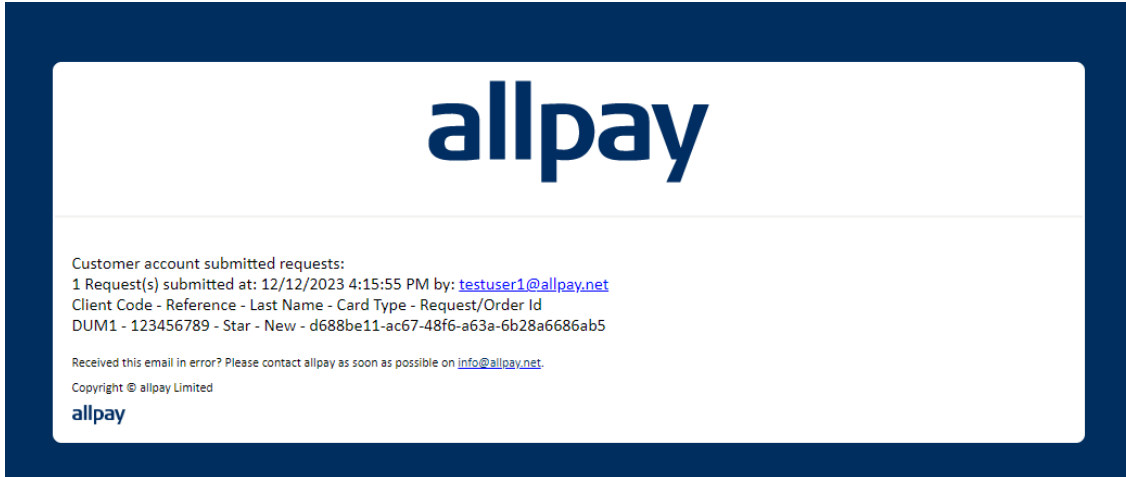 allpay
Customer account submitted requests:
1 Request(s) submitted at: 12/12/2023 4:15:55 PM by: testuser1@allpay.net
Client Code - Reference - Last Name - Card Type - Request/Order Id
DUM1 - 123456789 - Star - New - d688be11-ac67-48f6-a63a-6b28a6686ab5
Received this email in error? Please contact allpay as soon as possible on info@allpay.net.
Copyright © allpay Limited
allpay